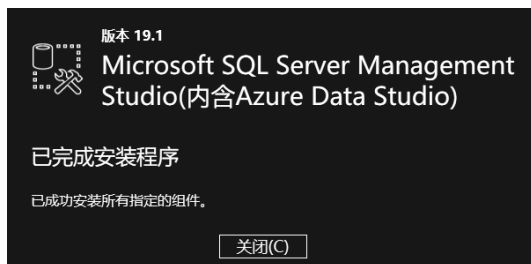 版本 19.1
Microsoft SQL Server Management
Studio(内含Azure Data Studio)
已完成安装程序
已成功安装所有指定的组件。
关闭(C)